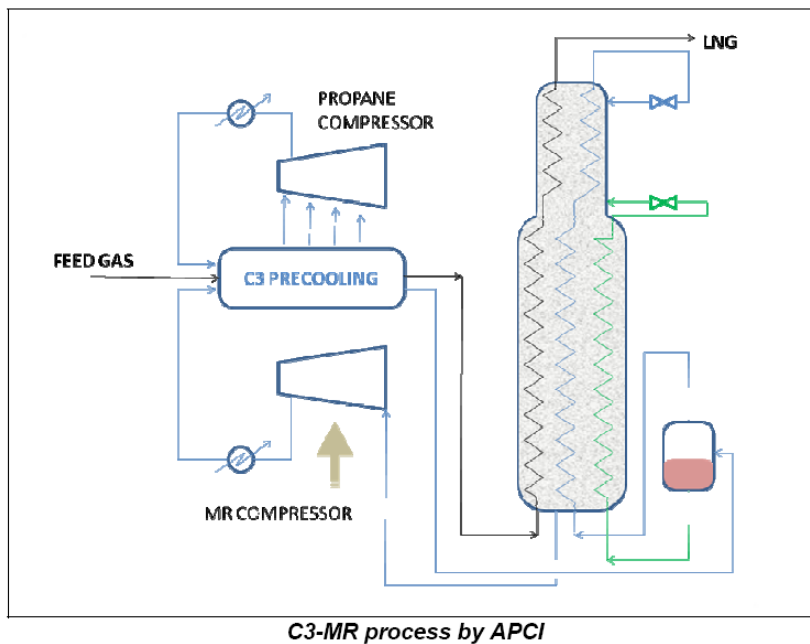 LNG
PROPANE
COMPRESSOR
FEED GAS
C3 PRECOOLING
MR COMPRESSOR
C3-MR process by APCI